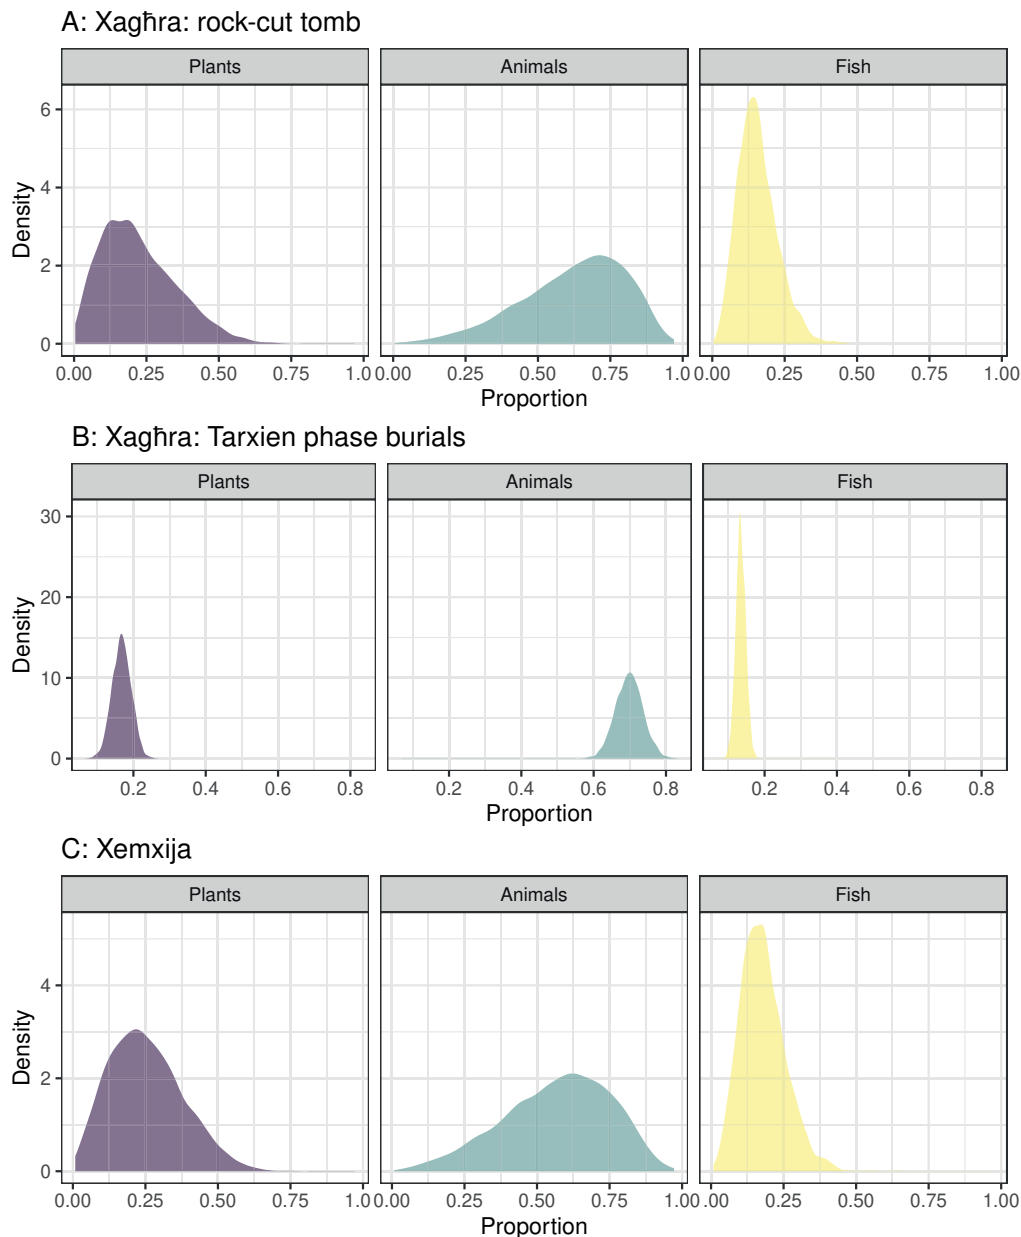 A: Xagħra: rock-cut tomb
Plants Animals Fish
6
4
2
0
Density
0.00 0.25 0.50 0.75 1.00 0.00 0.25 0.50 0.75 1.00 0.00 0.25 0.50 0.75 1.00
Proportion
B: Xagħra: Tarxien phase burials
Plants Animals Fish
30
20
10
0
Density
0.2 0.4 0.6 0.8 0.2 0.4 0.6 0.8 0.2 0.4 0.6 0.8
Proportion
C: Xemxija
Plants Animals Fish
4
2
0
Density
0.00 0.25 0.50 0.75 1.00 0.00 0.25 0.50 0.75 1.00 0.00 0.25 0.50 0.75 1.00
Proportion